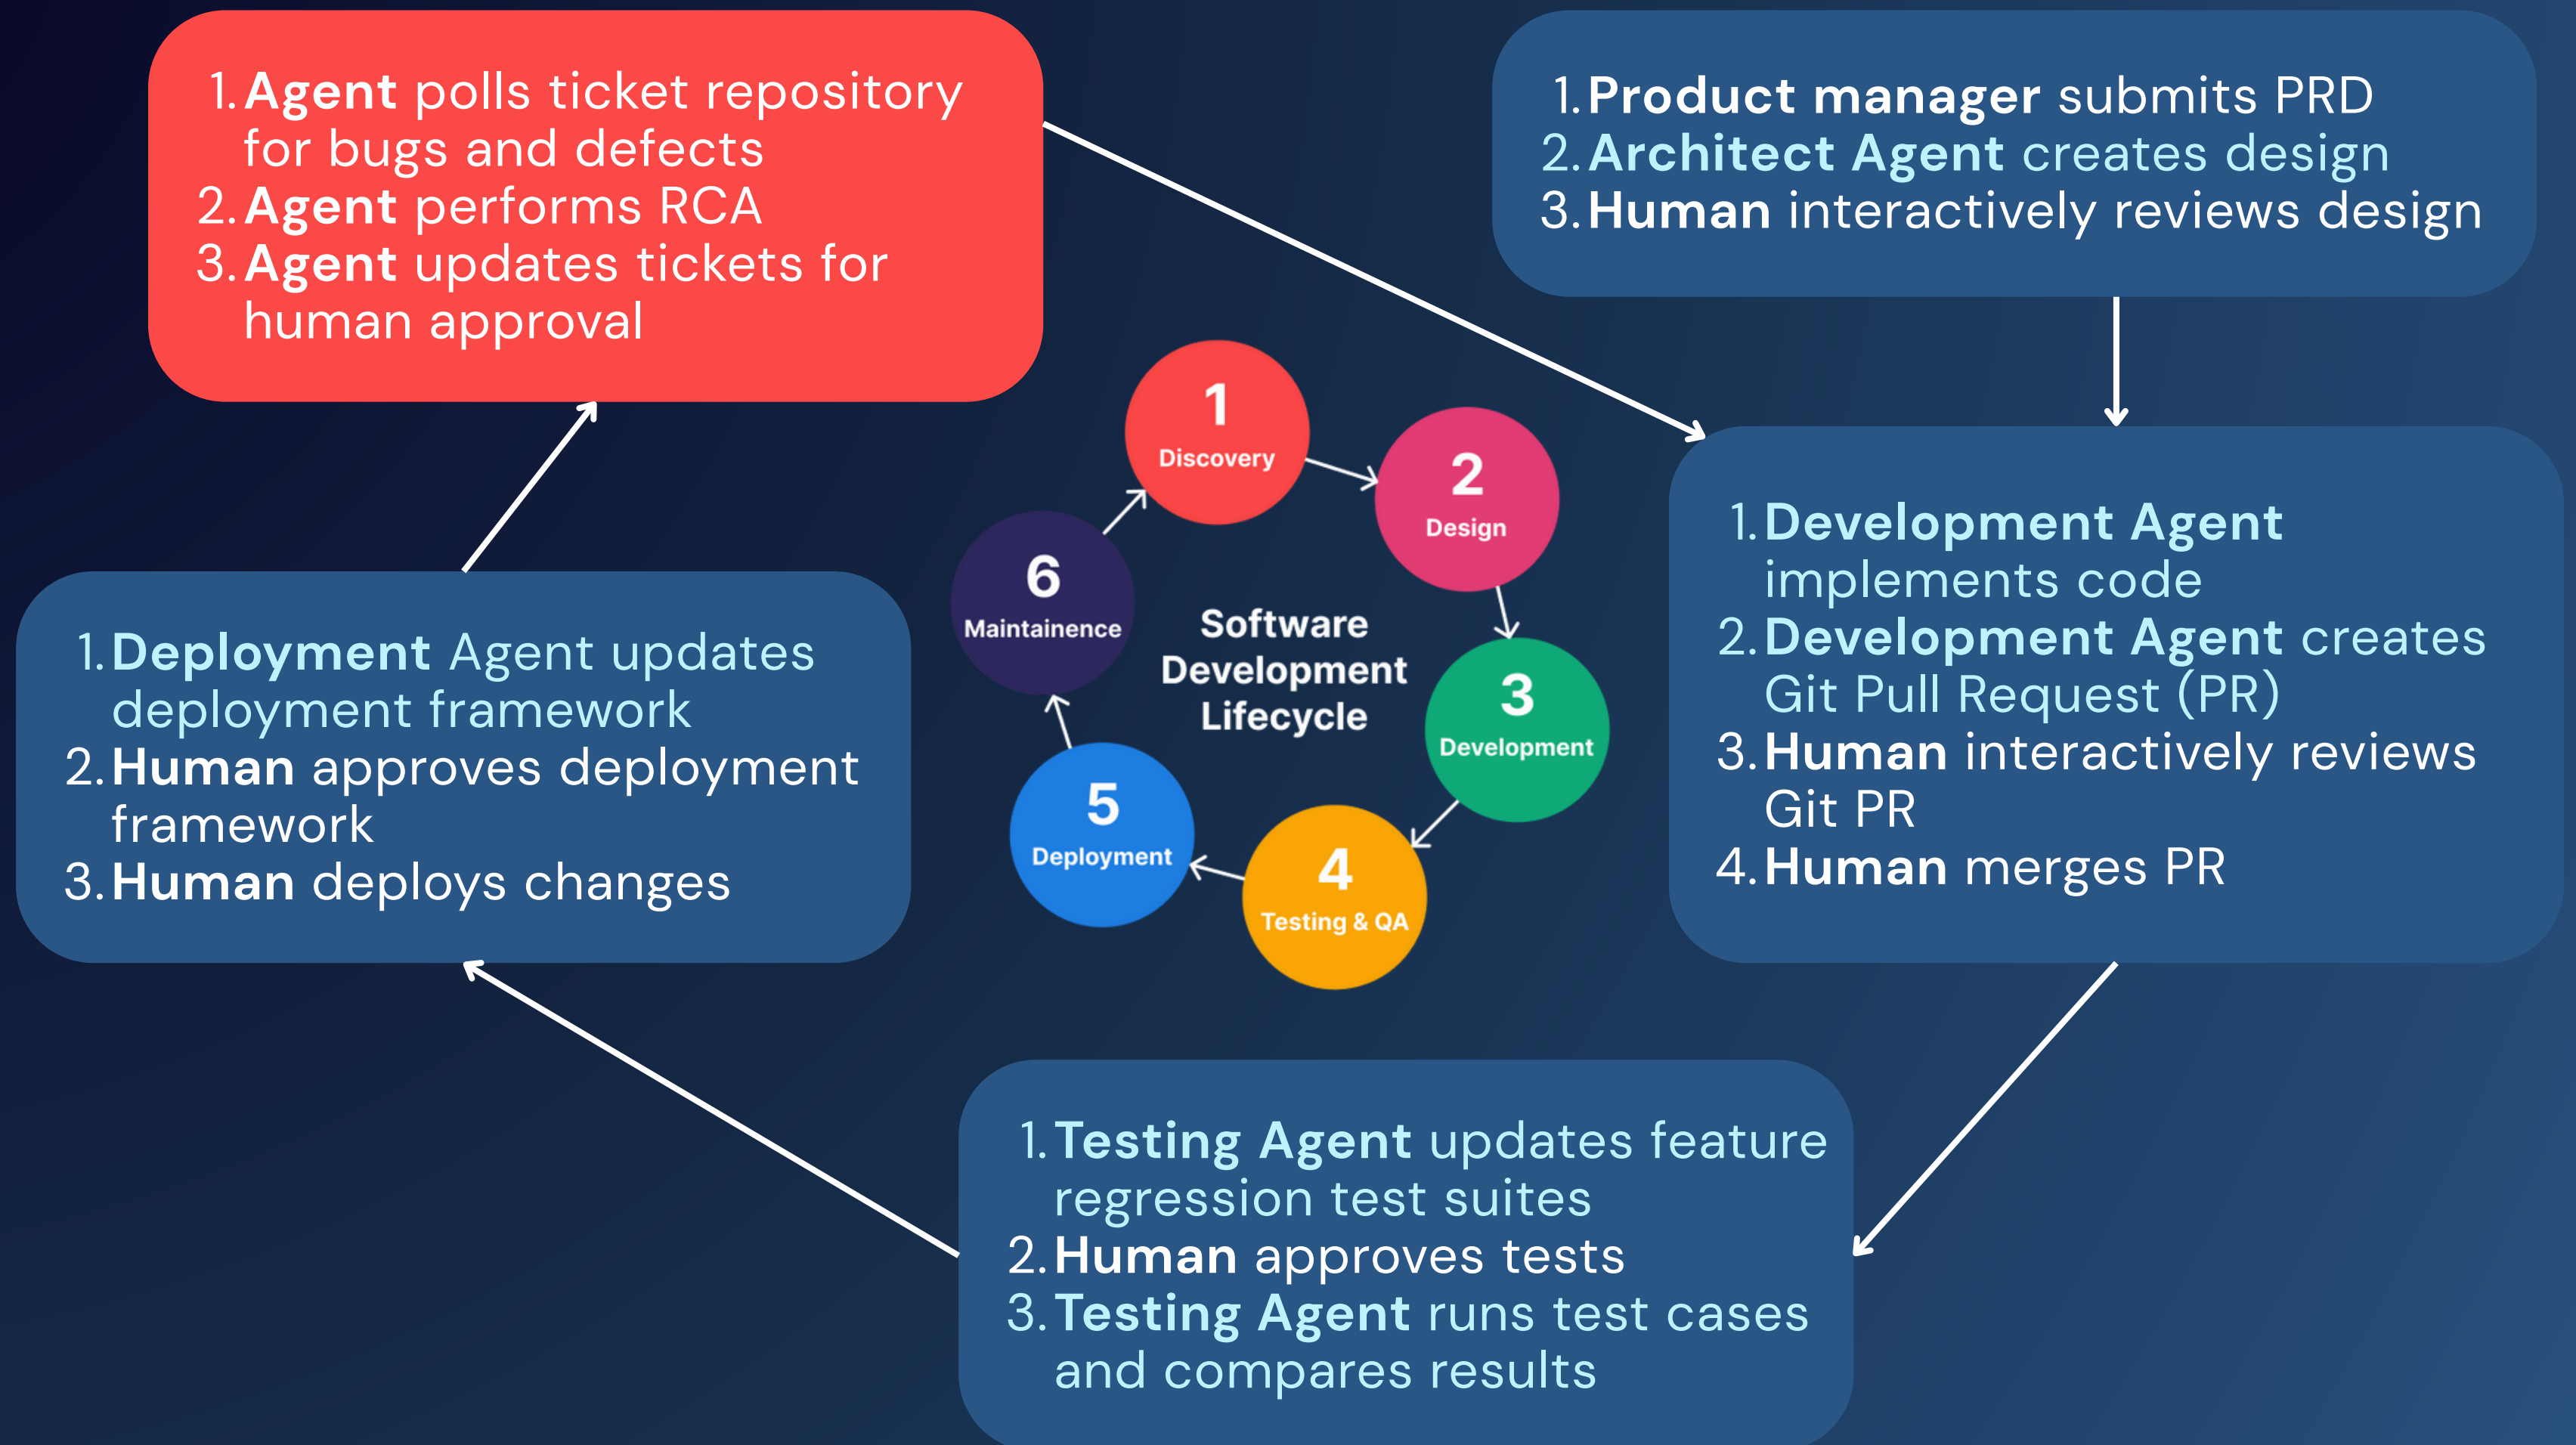 1. Agent polls ticket repository
for bugs and defects
2. Agent performs RCA
3. Agent updates tickets for
human approval
1. Product manager submits PRD
2. Architect Agent creates design
3. Human interactively reviews design
1
Discovery
2
Design
3
Development
4
Testing & QA
5
Deployment
6
Maintainence
Software
Development
Lifecycle
1. Development Agent
implements code
2. Development Agent creates
Git Pull Request (PR)
3. Human interactively reviews
Git PR
4. Human merges PR
1. Deployment Agent updates
deployment framework
2. Human approves deployment
framework
3. Human deploys changes
1. Testing Agent updates feature
regression test suites
2. Human approves tests
3. Testing Agent runs test cases
and compares results